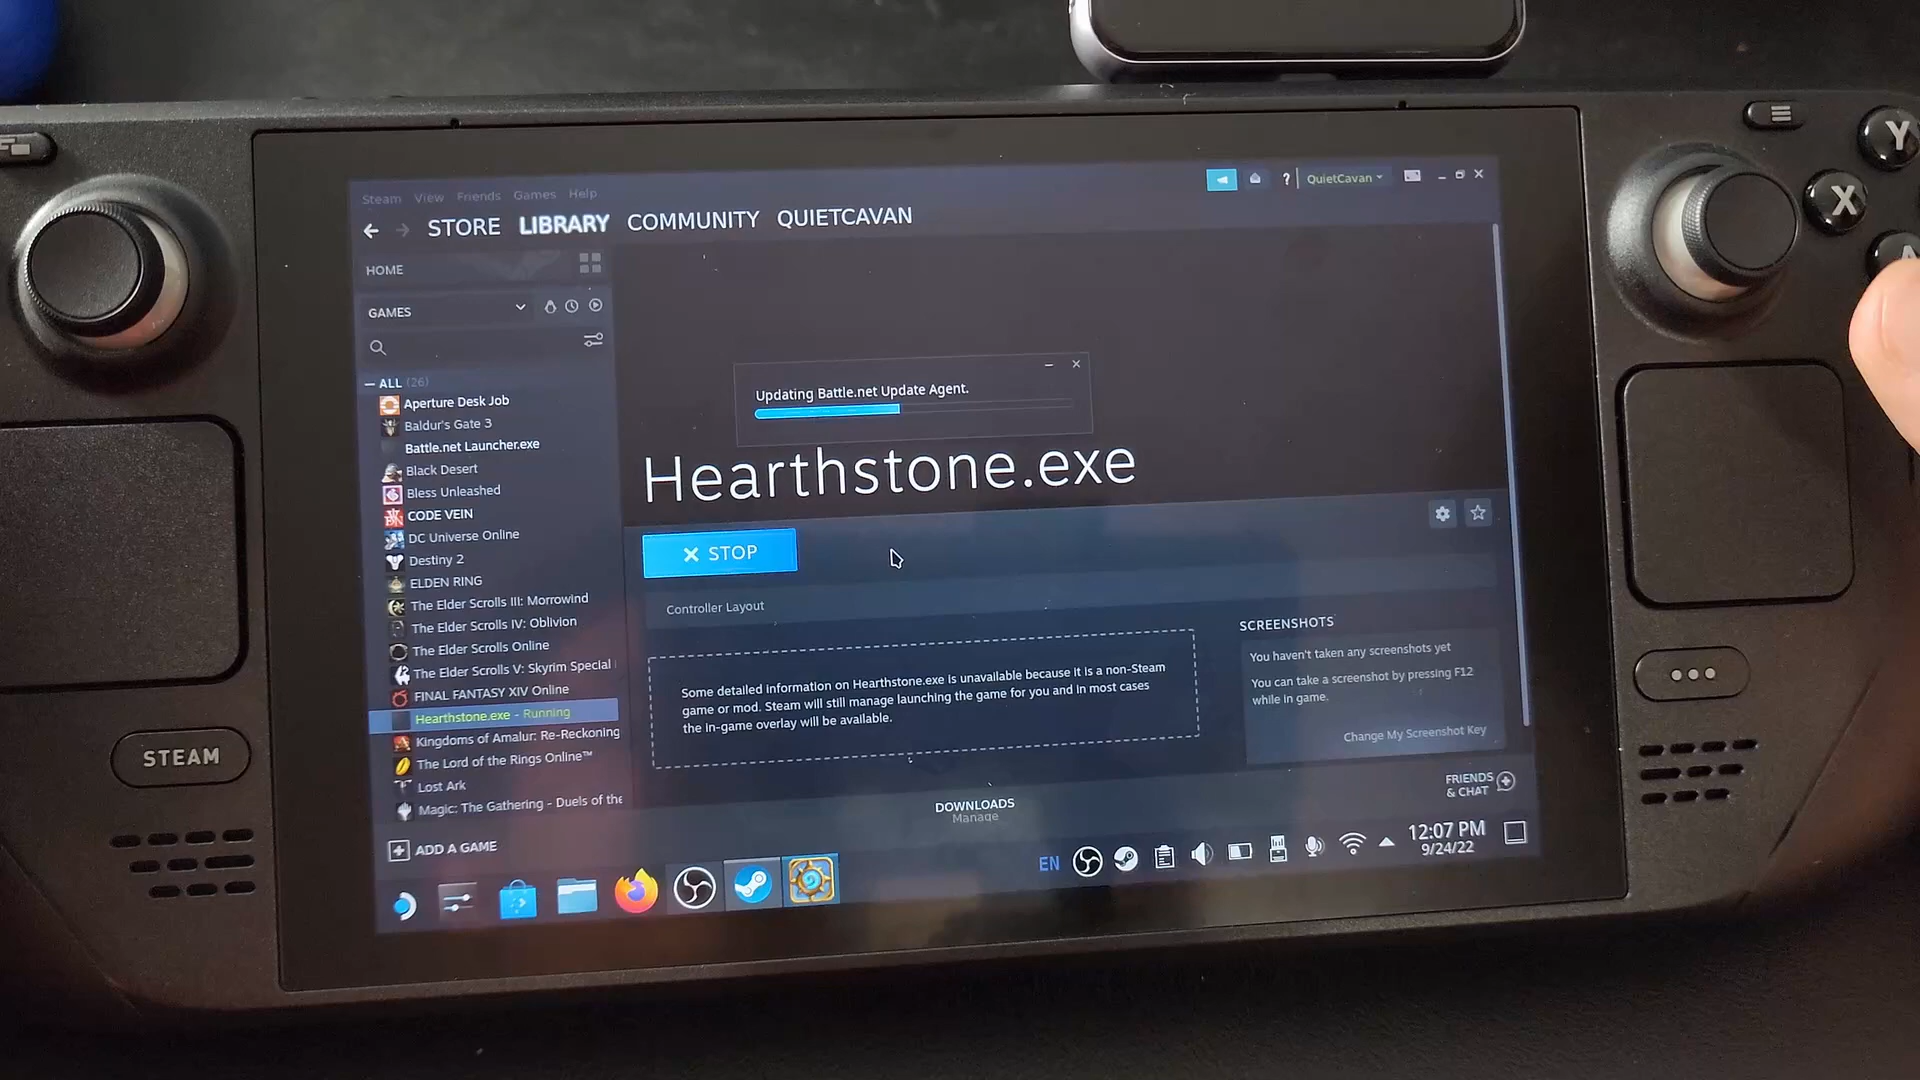 Steam View Friends Games Help
? QuietCavan
STORE LIBRARY COMMUNITY QUIETCAVAN
HOME
GAMES
ALL (26)
Aperture Desk Job
Baldur's Gate 3
Battle.net Launcher.exe
Black Desert
Bless Unleashed
CODE VEIN
DC Universe Online
Destiny 2
ELDEN RING
The Elder Scrolls III: Morrowind
The Elder Scrolls IV: Oblivion
The Elder Scrolls Online
The Elder Scrolls V: Skyrim Special
FINAL FANTASY XIV Online
Hearthstone.exe - Running
Kingdoms of Amalur: Re-Reckoning
The Lord of the Rings Online™
Lost Ark
Magic: The Gathering - Duels of the
ADD A GAME
Updating Battle.net Update Agent.
Hearthstone.exe
STOP
Controller Layout
Some detailed information on Hearthstone.exe is unavailable because it is a non-Steam
game or mod. Steam will still manage launching the game for you and in most cases
the in-game overlay will be available.
SCREENSHOTS
You haven't taken any screenshots yet
You can take a screenshot by pressing F12
while in game.
Change My Screenshot Key
DOWNLOADS
Manage
FRIENDS
& CHAT
EN
12:07 PM
9/24/22
STEAM
Y
X
A